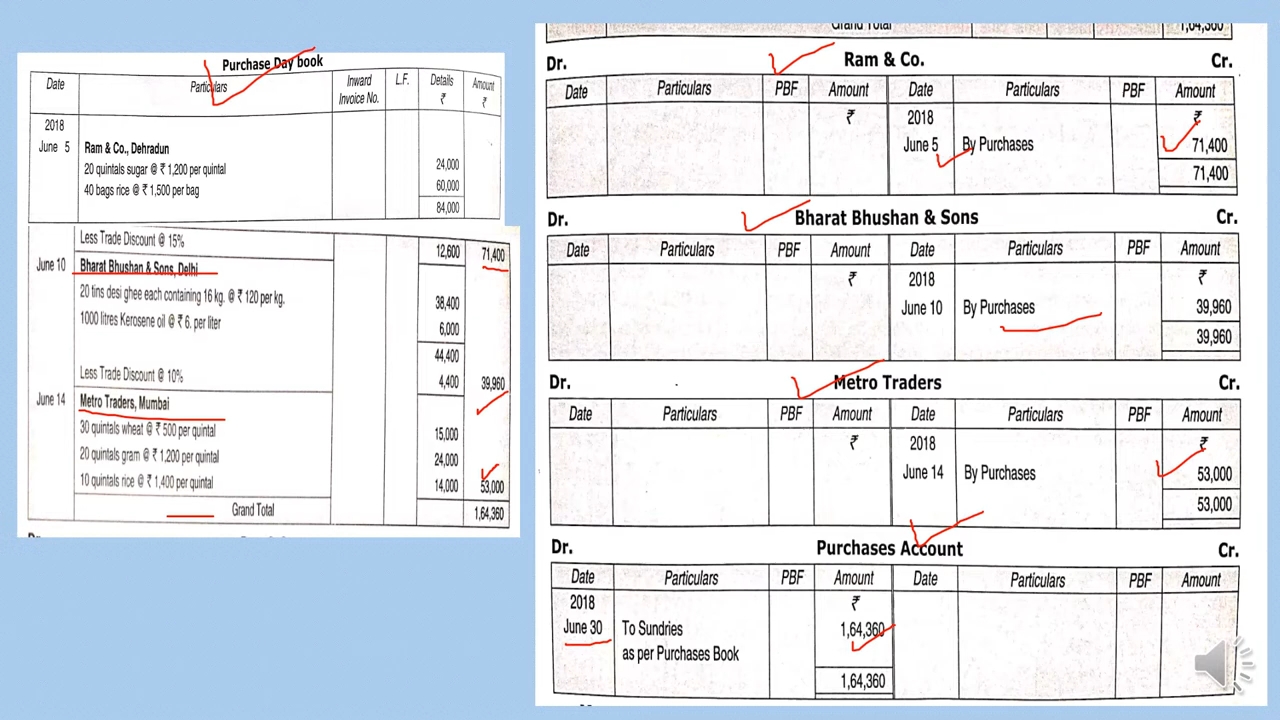 Purchase Day book
Date Particulars Inward Invoice No. L.F. Details ₹ Amount ₹
2018
June 5 Ram & Co., Dehradun
20 quintals sugar @ ₹ 1,200 per quintal 24,000
40 bags rice @ ₹ 1,500 per bag 60,000
84,000
Less Trade Discount @ 15% 12,600 71,400
June 10 Bharat Bhushan & Sons, Delhi
20 tins desi ghee each containing 16 kg. @ ₹ 120 per kg. 38,400
1000 litres Kerosene oil @ ₹ 6. per liter 6,000
44,400
Less Trade Discount @ 10% 4,400 39,960
June 14 Metro Traders, Mumbai
30 quintals wheat @ ₹ 500 per quintal 15,000
20 quintals gram @ ₹ 1,200 per quintal 24,000
10 quintals rice @ ₹ 1,400 per quintal 14,000 53,000
Grand Total 1,64,360
Grand Total 1,64,360
Dr. Ram & Co. Cr.
Date Particulars PBF Amount Date Particulars PBF Amount
₹ 2018 ₹
June 5 By Purchases 71,400
71,400
Dr. Bharat Bhushan & Sons Cr.
Date Particulars PBF Amount Date Particulars PBF Amount
₹ 2018 ₹
June 10 By Purchases 39,960
39,960
Dr. Metro Traders Cr.
Date Particulars PBF Amount Date Particulars PBF Amount
₹ 2018 ₹
June 14 By Purchases 53,000
53,000
Dr. Purchases Account Cr.
Date Particulars PBF Amount Date Particulars PBF Amount
2018 ₹
June 30 To Sundries 1,64,360
as per Purchases Book
1,64,360